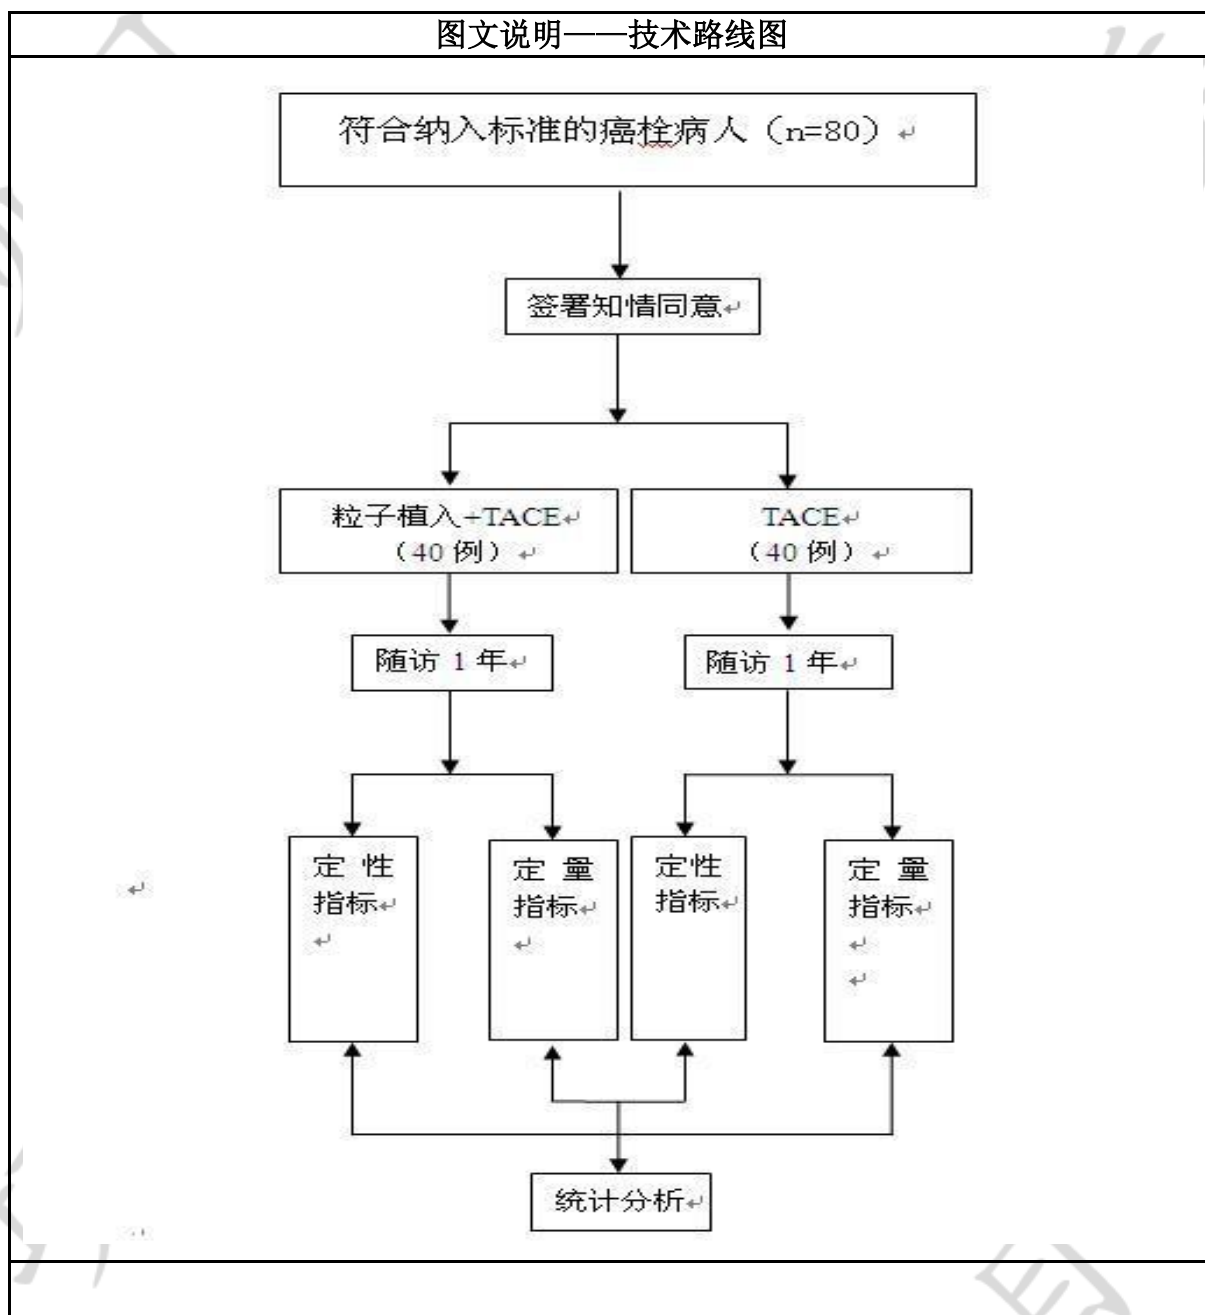 图文说明——技术路线图
符合纳入标准的癌栓病人（n=80）
签署知情同意
粒子植入+TACE
（40 例）
TACE
（40 例）
随访 1 年
随访 1 年
定 性
指标
定 量
指标
定性
指标
定 量
指标
统计分析